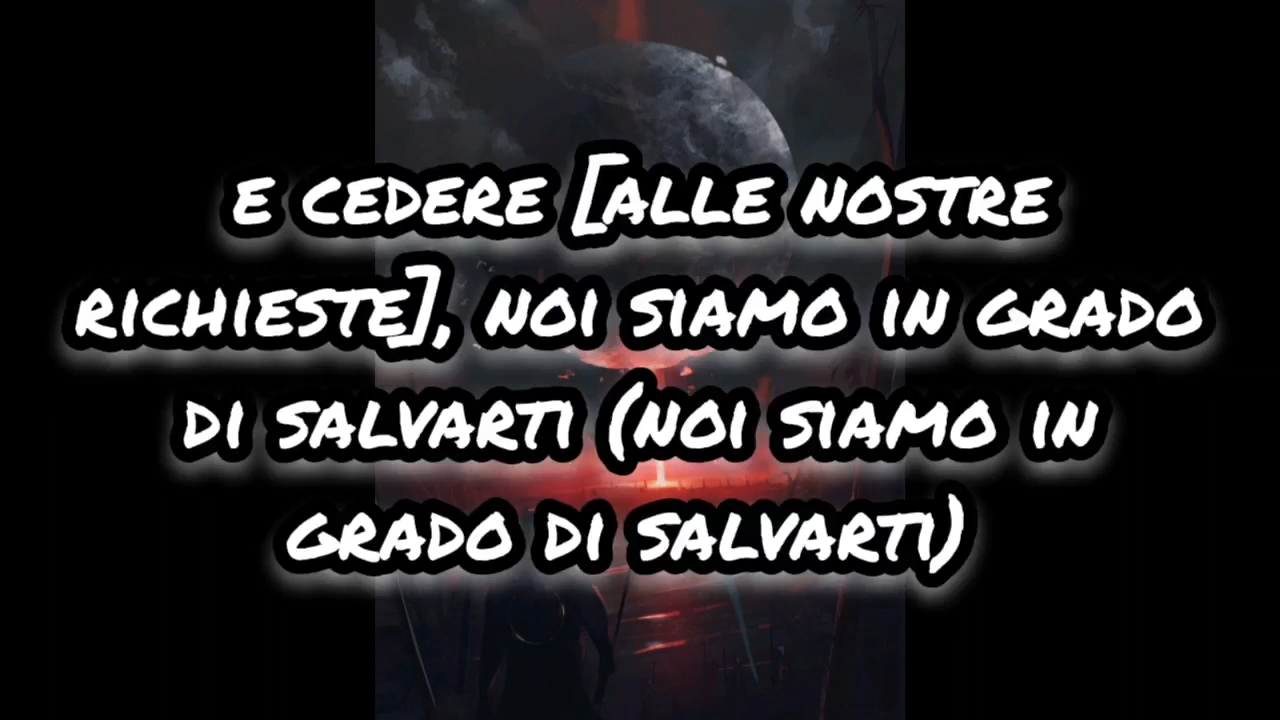 E CEDERE [ALLE NOSTRE
RICHIESTE], NOI SIAMO IN GRADO
DI SALVARTI (NOI SIAMO IN
GRADO DI SALVARTI)